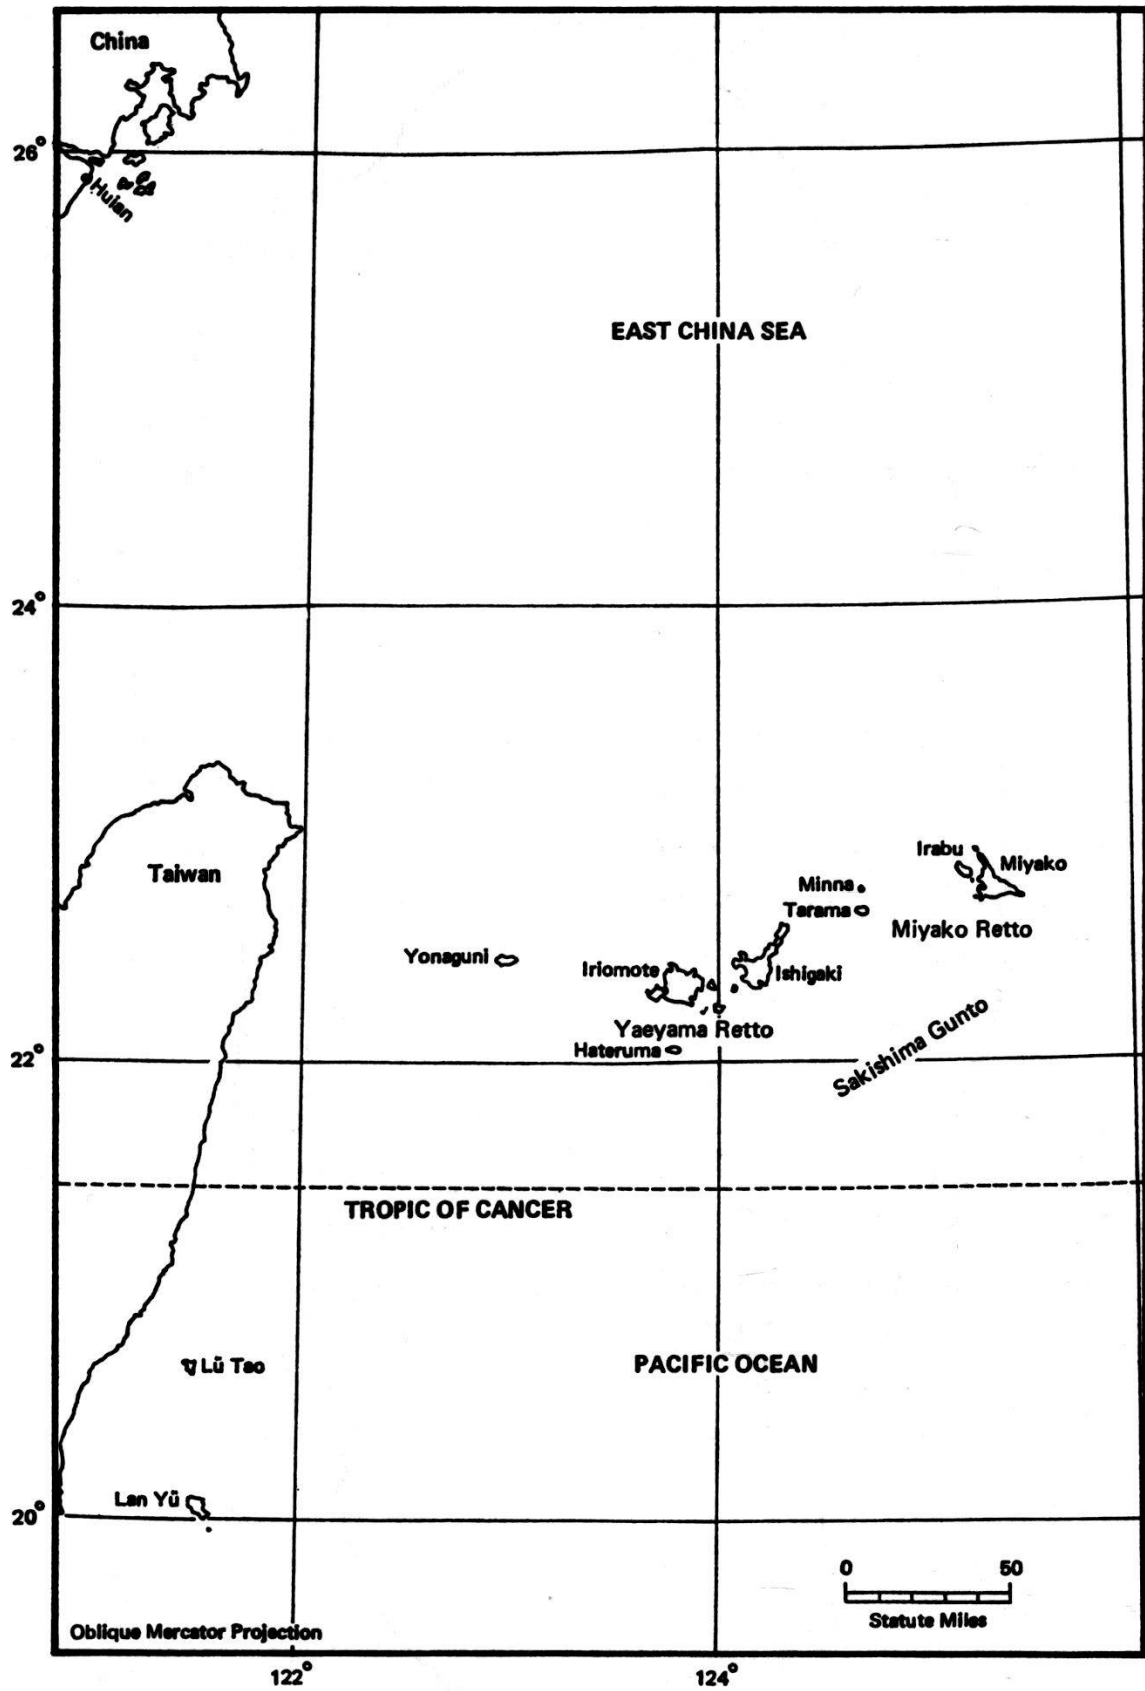 China
26°
Huian
EAST CHINA SEA
24°
Taiwan
Irabu
Miyako
Minna
Tarama
Miyako Retto
Yonaguni
Iriomote
Ishigaki
Yaeyama Retto
Hateruma
Sakishima Gunto
22°
TROPIC OF CANCER
Lü Tao
PACIFIC OCEAN
Lan Yü
20°
0 50
Statute Miles
Oblique Mercator Projection
122° 124°